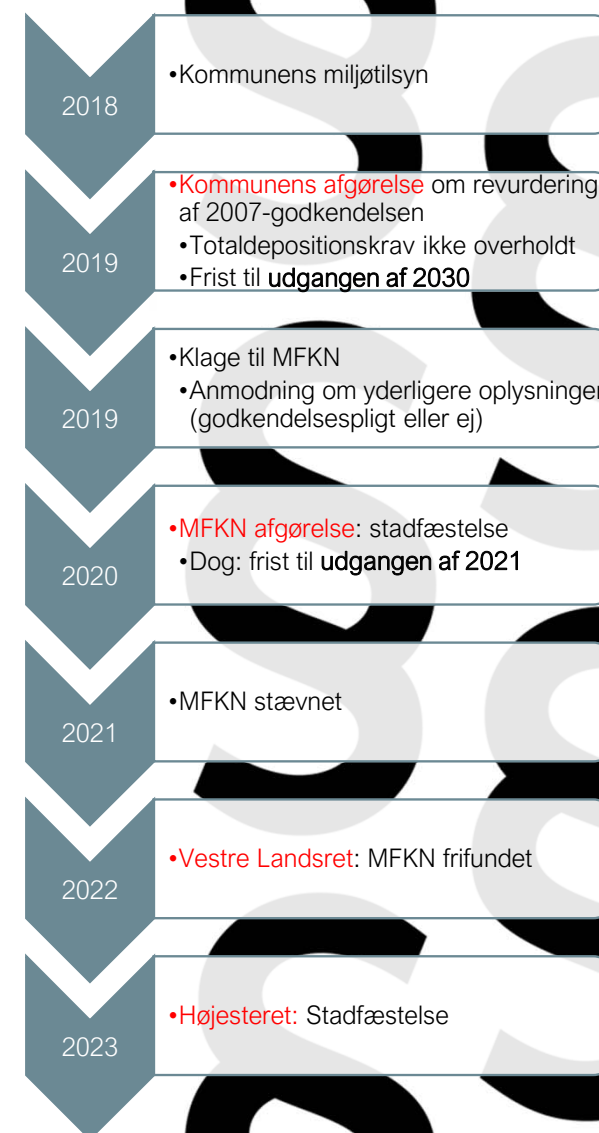 2018
•Kommunens miljøtilsyn
2019
•Kommunens afgørelse om revurdering
af 2007-godkendelsen
•Totaldepositionskrav ikke overholdt
•Frist til udgangen af 2030
2019
•Klage til MFKN
•Anmodning om yderligere oplysninger
(godkendelsespligt eller ej)
2020
•MFKN afgørelse: stadfæstelse
•Dog: frist til udgangen af 2021
2021
•MFKN stævnet
2022
•Vestre Landsret: MFKN frifundet
2023
•Højesteret: Stadfæstelse